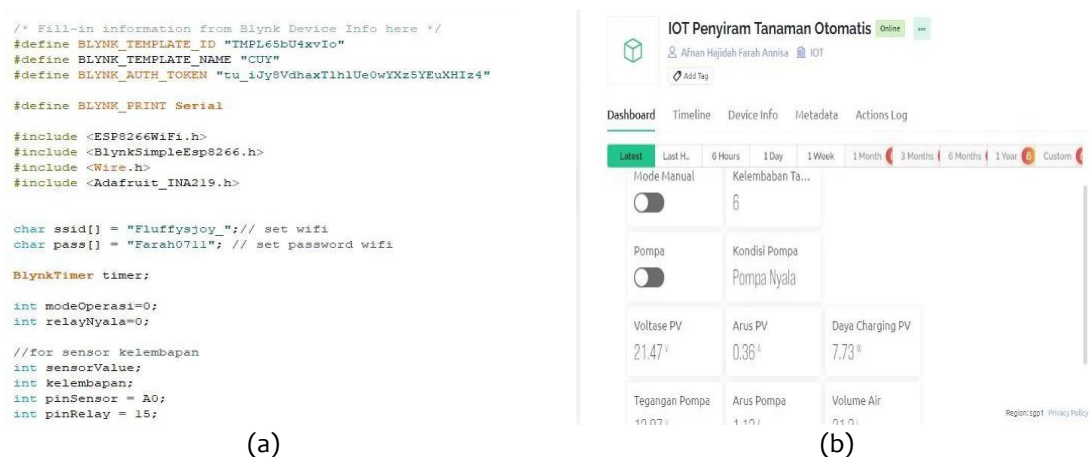 /* Fill-in information from Blynk Device Info here */
#define BLYNK_TEMPLATE_ID "TMPL65bU4xvIo"
#define BLYNK_TEMPLATE_NAME "CUY"
#define BLYNK_AUTH_TOKEN "tu_iJy8VdhaxTlhlUe0wYXz5YEuXHIz4"
#define BLYNK_PRINT Serial
#include <ESP8266WiFi.h>
#include <BlynkSimpleEsp8266.h>
#include <Wire.h>
#include <Adafruit_INA219.h>
char ssid[] = "Fluffysjoy_";// set wifi
char pass[] = "Farah0711"; // set password wifi
BlynkTimer timer;
int modeOperasi=0;
int relayNyala=0;
//for sensor kelembapan
int sensorValue;
int kelembapan;
int pinSensor = A0;
int pinRelay = 15;
(a)
IOT Penyiram Tanaman Otomatis Online ...
Afnan Hajidah Farah Annisa IOT
Add Tag
Dashboard Timeline Device Info Metadata Actions Log
Latest Last H.. 6 Hours 1 Day 1 Week 1 Month 3 Months 6 Months 1 Year Custom
Mode Manual Kelembaban Ta...
6
Pompa Kondisi Pompa
Pompa Nyala
Voltase PV Arus PV Daya Charging PV
21.47 V 0.36 A 7.73 W
Tegangan Pompa Arus Pompa Volume Air
Region: sgp1 Privacy Policy
(b)